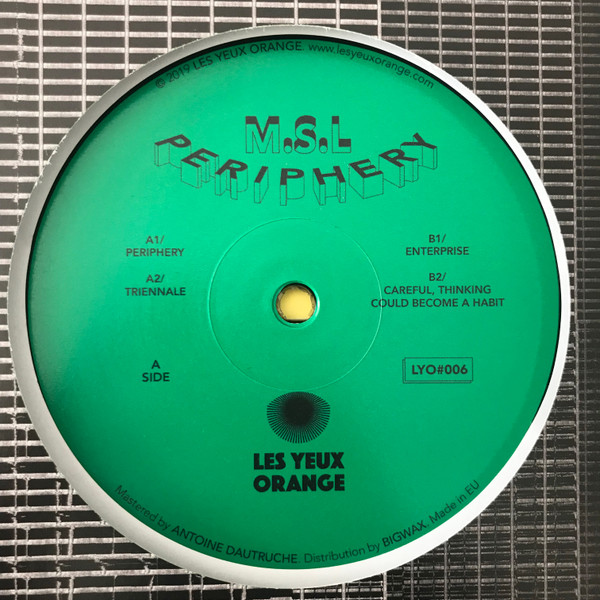 © 2019 LES YEUX ORANGE. www.lesyeuxorange.com
M.S.L
PERIPHERY
A1/
PERIPHERY
A2/
TRIENNALE
A
SIDE
B1/
ENTERPRISE
B2/
CAREFUL, THINKING
COULD BECOME A HABIT
LYO#006
LES YEUX
ORANGE
Mastered by ANTOINE DAUTRUCHE. Distribution by BIGWAX. Made in EU